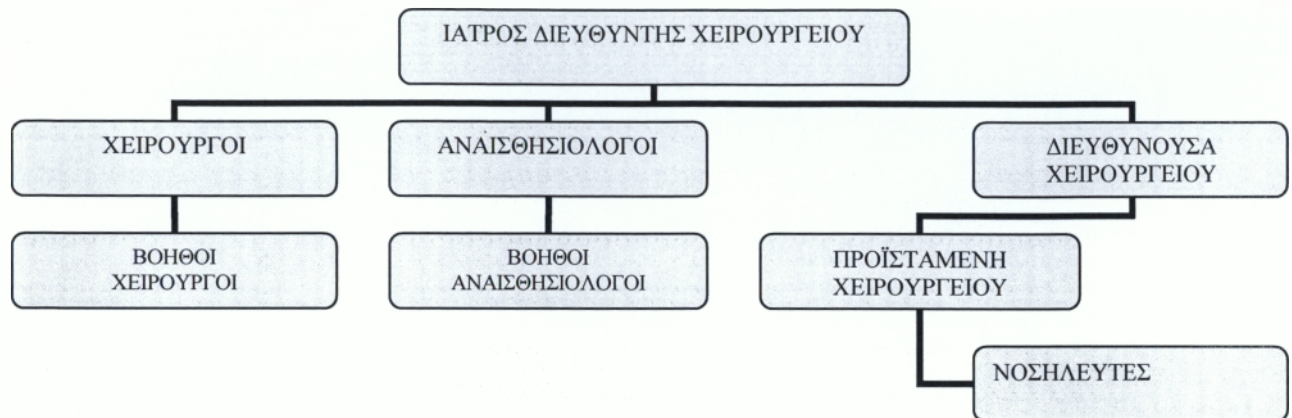 ΙΑΤΡΟΣ ΔΙΕΥΘΥΝΤΗΣ ΧΕΙΡΟΥΡΓΕΙΟΥ
ΧΕΙΡΟΥΡΓΟΙ
ΑΝΑΙΣΘΗΣΙΟΛΟΓΟΙ
ΔΙΕΥΘΥΝΟΥΣΑ
ΧΕΙΡΟΥΡΓΕΙΟΥ
ΒΟΗΘΟΙ
ΧΕΙΡΟΥΡΓΟΙ
ΒΟΗΘΟΙ
ΑΝΑΙΣΘΗΣΙΟΛΟΓΟΙ
ΠΡΟΪΣΤΑΜΕΝΗ
ΧΕΙΡΟΥΡΓΕΙΟΥ
ΝΟΣΗΛΕΥΤΕΣ